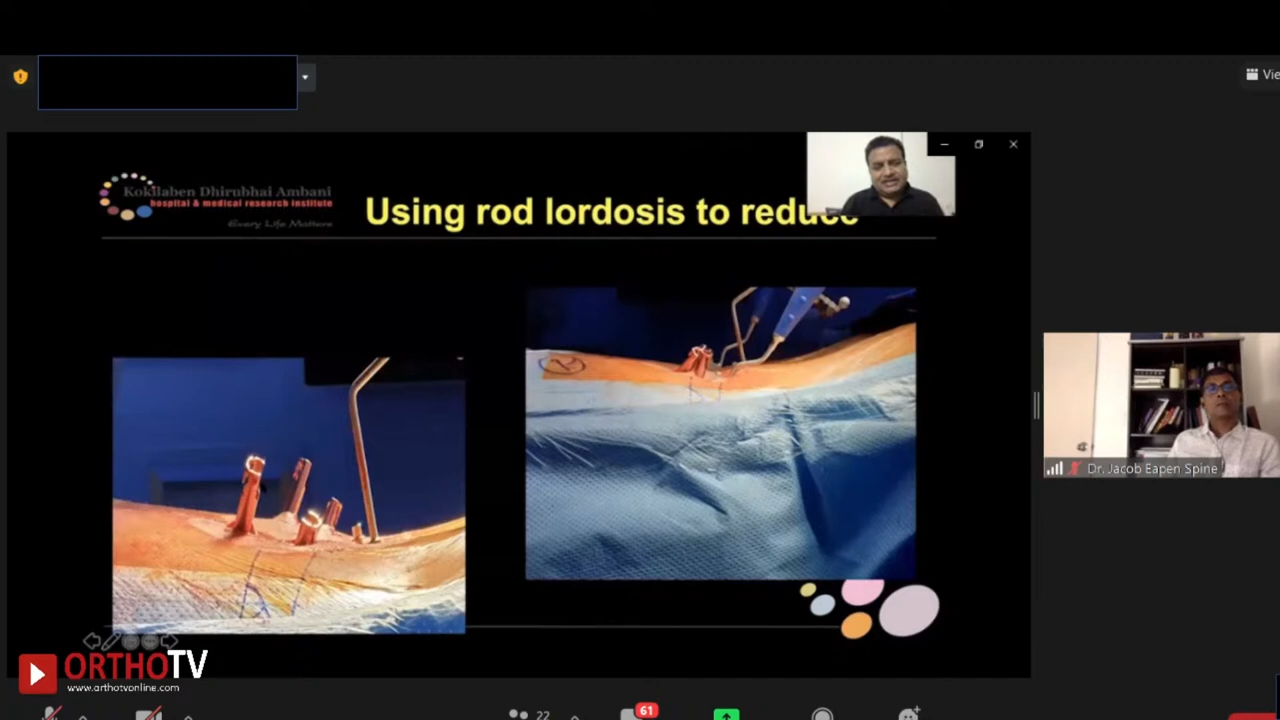 Vie
Kokilaben Dhirubhai Ambani
hospital & medical research institute
Every Life Matters
Using rod lordosis to reduce
Dr. Jacob Eapen Spine
ORTHOTV
www.orthotvonline.com
22
61